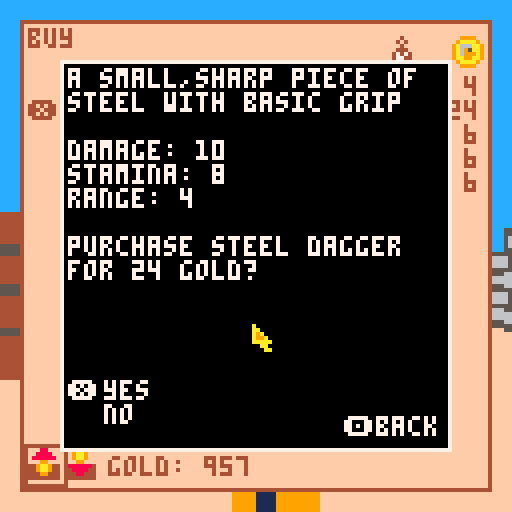 BUY
A SMALL,SHARP PIECE OF
STEEL WITH BASIC GRIP
DAMAGE: 10
STAMINA: 8
RANGE: 4
PURCHASE STEEL DAGGER
FOR 24 GOLD?
YES
NO
BACK
4
24
6
6
6
GOLD: 957